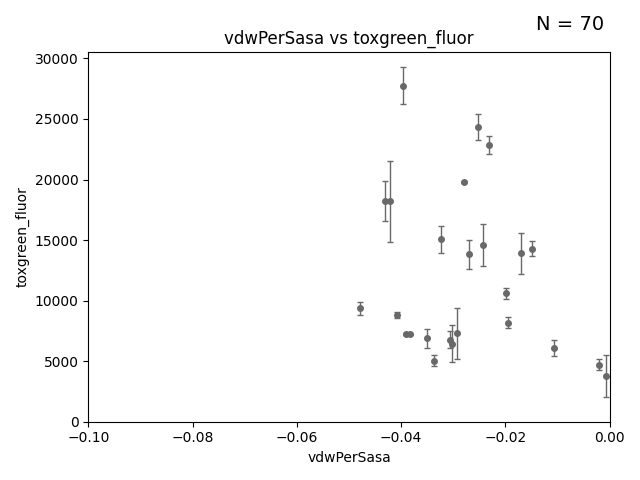 N = 70
vdwPerSasa vs toxgreen_fluor
30000
25000
20000
15000
10000
5000
0
toxgreen_fluor
−0.10 −0.08 −0.06 −0.04 −0.02 0.00
vdwPerSasa